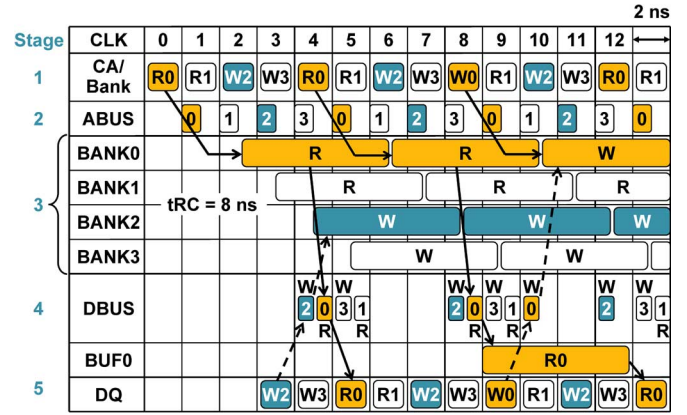 2 ns
Stage CLK 0 1 2 3 4 5 6 7 8 9 10 11 12
1 CA/ Bank R0 R1 W2 W3 R0 R1 W2 W3 W0 R1 W2 W3 R0 R1
2 ABUS 0 1 2 3 0 1 2 3 0 1 2 3 0
3 BANK0 R R W
BANK1 R R R
tRC = 8 ns
BANK2 W W W
BANK3 W W
W W W W W W W
4 DBUS 2 0 3 1 2 0 3 1 0 2 3 1
R R R R R
BUF0 R0
5 DQ W2 W3 R0 R1 W2 W3 W0 R1 W2 W3 R0